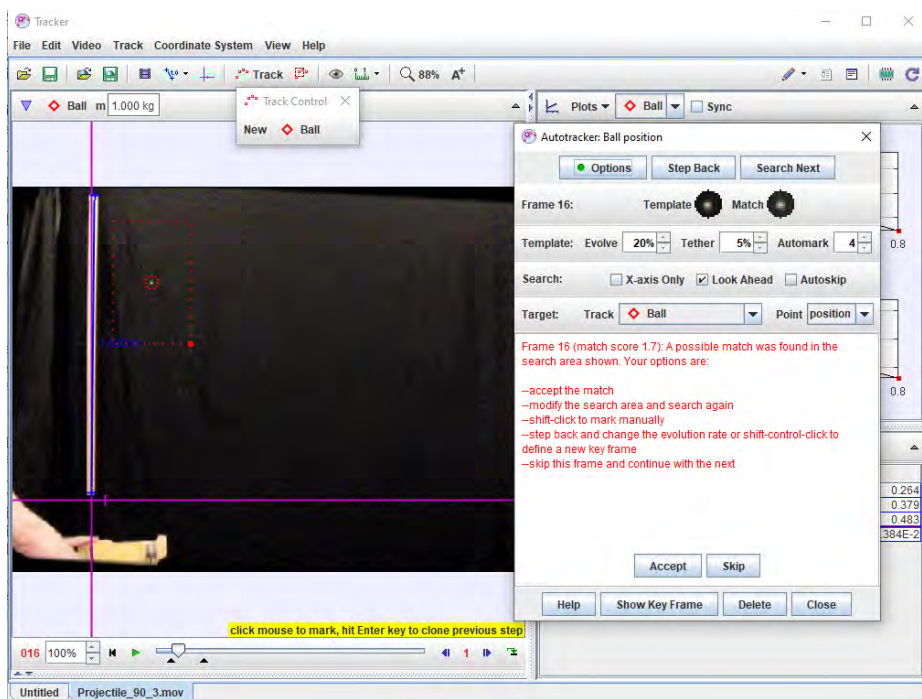 Tracker
File Edit Video Track Coordinate System View Help
Track 88% A+
Ball m 1.000 kg
Track Control
New Ball
Plots Ball Sync
Autotracker: Ball position
Options Step Back Search Next
Frame 16: Template Match
Template: Evolve 20% Tether 5% Automark 4
Search: X-axis Only Look Ahead Autoskip
Target: Track Ball Point position
Frame 16 (match score 1.7): A possible match was found in the
search area shown. Your options are:
--accept the match
--modify the search area and search again
--shift-click to mark manually
--step back and change the evolution rate or shift-control-click to
define a new key frame
--skip this frame and continue with the next
Accept Skip
Help Show Key Frame Delete Close
0.8
0.8
0.264
0.379
0.483
.384E-2
click mouse to mark, hit Enter key to clone previous step
016 100% 1
Untitled Projectile_90_3.mov